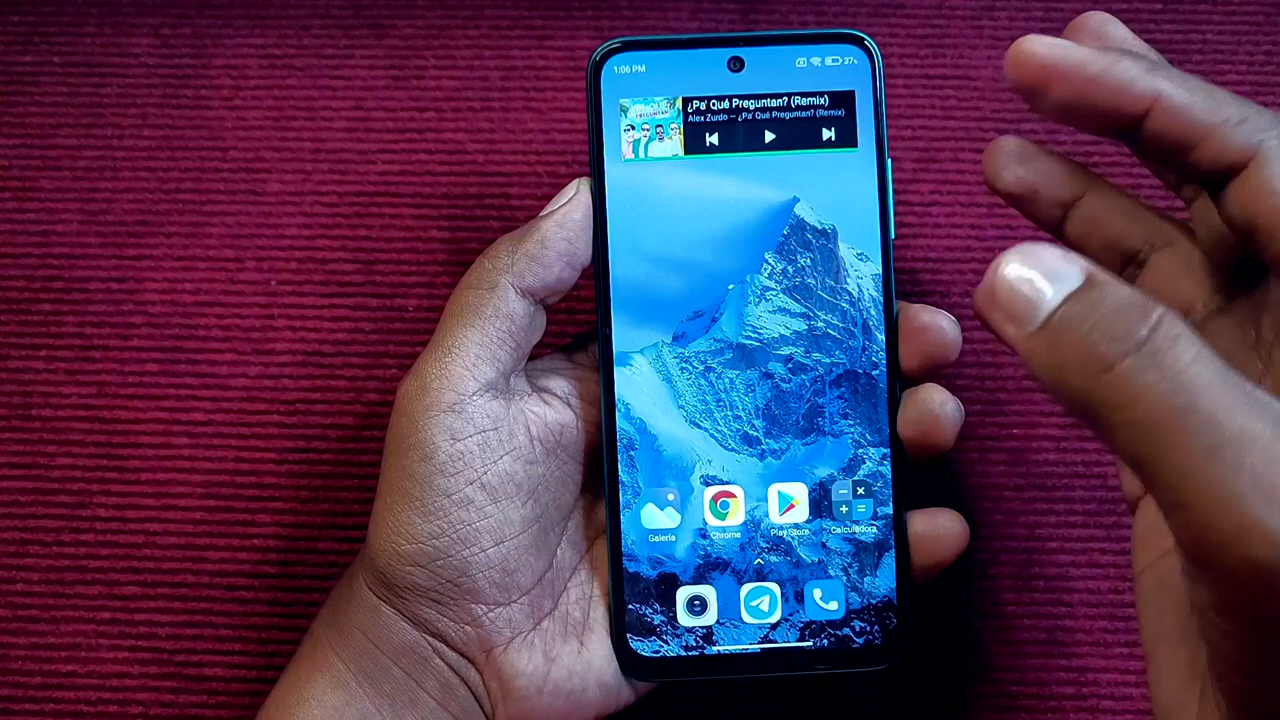 1:06 PM
37%
¿Pa' Qué Preguntan? (Remix)
Alex Zurdo — ¿Pa' Qué Preguntan? (Remix)
PREGUNTAN
Galería
Chrome
Play Store
Calculadora